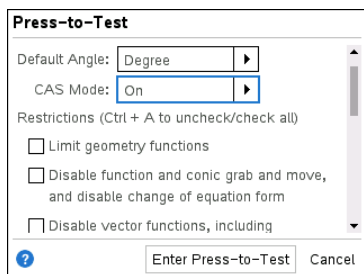 Press-to-Test
Default Angle: Degree
CAS Mode: On
Restrictions (Ctrl + A to uncheck/check all)
Limit geometry functions
Disable function and conic grab and move,
and disable change of equation form
Disable vector functions, including
? Enter Press-to-Test Cancel